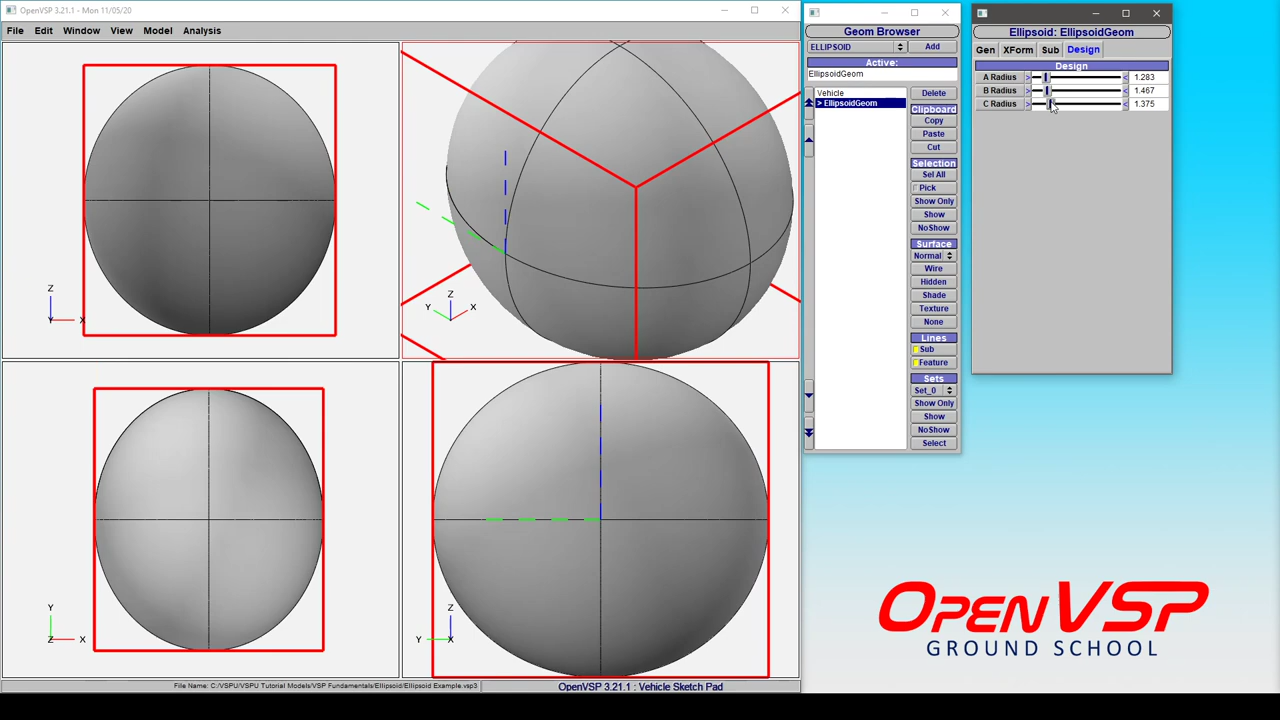 OpenVSP 3.21.1 - Mon 11/05/20
File Edit Window View Model Analysis
Z
X
Z
Y
X
Y
Z
X
Z
Y
X
File Name: C:/VSPU/VSPU Tutorial Models/VSP Fundamentals/Ellipsoid/Ellipsoid Example.vsp3
OpenVSP 3.21.1 : Vehicle Sketch Pad
Geom Browser
ELLIPSOID
Add
Active:
EllipsoidGeom
Vehicle
> EllipsoidGeom
Delete
Clipboard
Copy
Paste
Cut
Selection
Sel All
Pick
Show Only
Show
NoShow
Surface
Normal
Wire
Hidden
Shade
Texture
None
Lines
Sub
Feature
Sets
Set_0
Show Only
Show
NoShow
Select
Ellipsoid: EllipsoidGeom
Gen XForm Sub Design
Design
A Radius > < 1.283
B Radius > < 1.467
C Radius > < 1.375
OPENVSP
GROUND SCHOOL